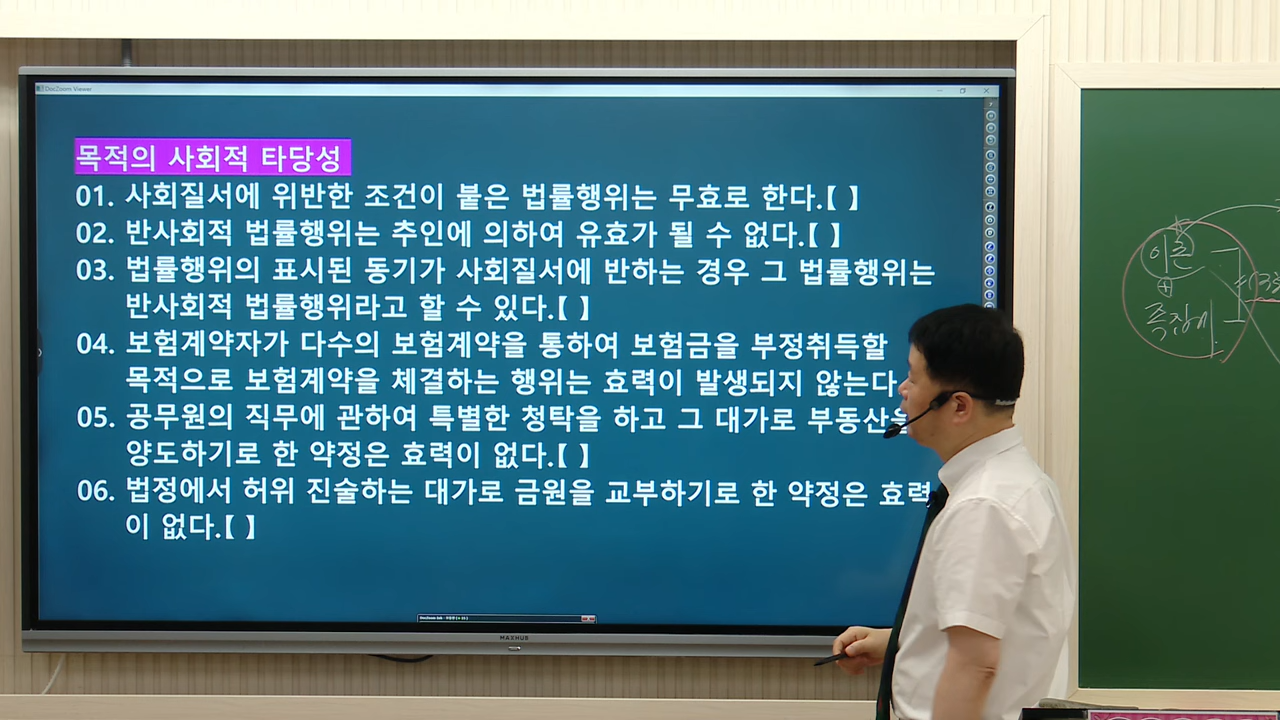 DocZoom Viewer
목적의 사회적 타당성
01. 사회질서에 위반한 조건이 붙은 법률행위는 무효로 한다.【 】
02. 반사회적 법률행위는 추인에 의하여 유효가 될 수 없다.【 】
03. 법률행위의 표시된 동기가 사회질서에 반하는 경우 그 법률행위는
반사회적 법률행위라고 할 수 있다.【 】
04. 보험계약자가 다수의 보험계약을 통하여 보험금을 부정취득할
목적으로 보험계약을 체결하는 행위는 효력이 발생되지 않는다.
05. 공무원의 직무에 관하여 특별한 청탁을 하고 그 대가로 부동산을
양도하기로 한 약정은 효력이 없다.【 】
06. 법정에서 허위 진술하는 대가로 금원을 교부하기로 한 약정은 효력
이 없다.【 】
MAXHUB
이론
+
족장게